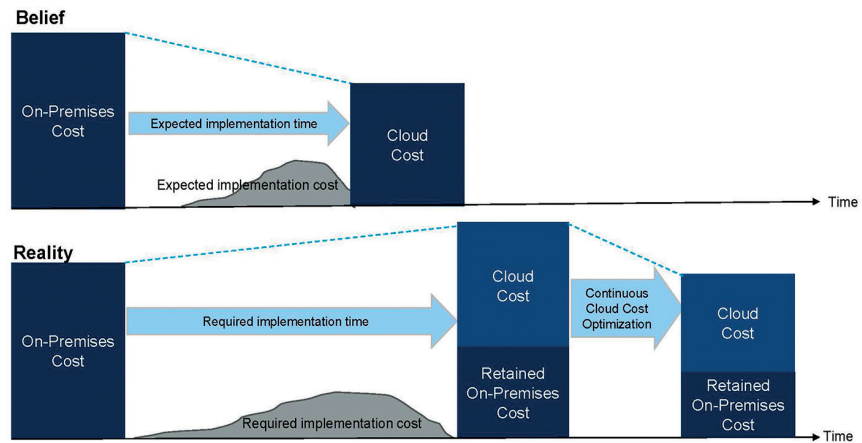 Belief
On-Premises
Cost
Expected implementation time
Expected implementation cost
Cloud
Cost
Time
Reality
On-Premises
Cost
Required implementation time
Required implementation cost
Cloud
Cost
Retained
On-Premises
Cost
Continuous
Cloud Cost
Optimization
Cloud
Cost
Retained
On-Premises
Cost
Time